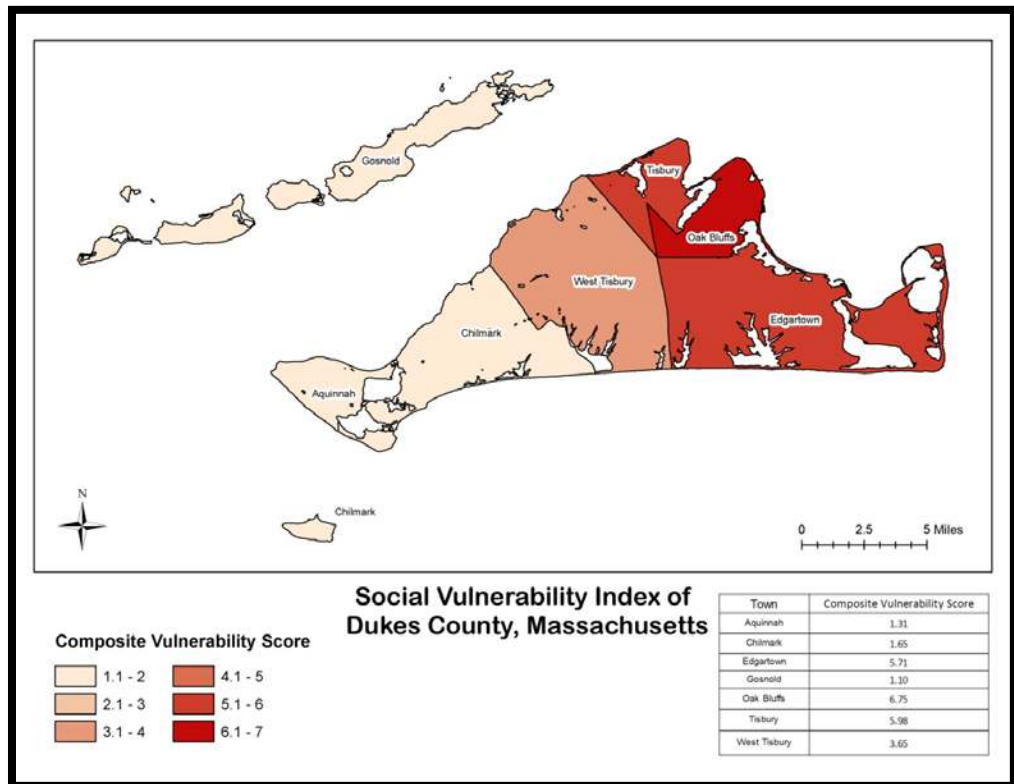 Gosnold
Tisbury
Oak Bluffs
West Tisbury
Edgartown
Chilmark
Aquinnah
Chilmark
N
0 2.5 5 Miles
Social Vulnerability Index of
Dukes County, Massachusetts
Composite Vulnerability Score
1.1 - 2 4.1 - 5
2.1 - 3 5.1 - 6
3.1 - 4 6.1 - 7
Town Composite Vulnerability Score
Aquinnah 1.31
Chilmark 1.65
Edgartown 5.71
Gosnold 1.10
Oak Bluffs 6.75
Tisbury 5.98
West Tisbury 3.65